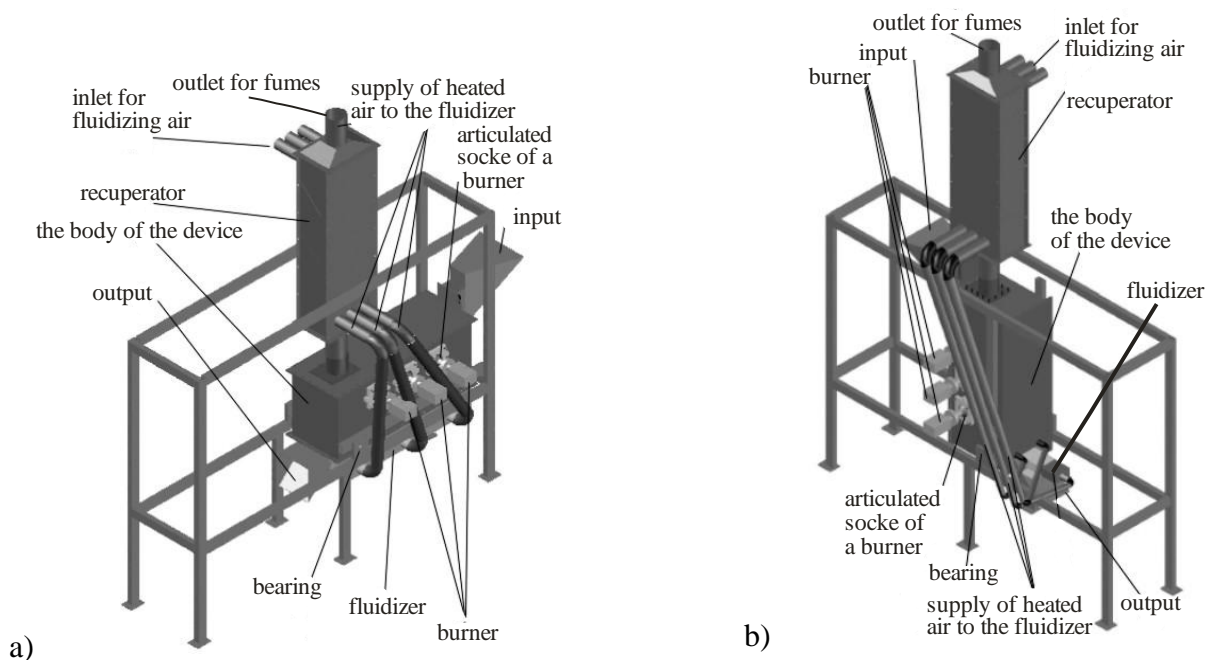 outlet for fumes
supply of heated
air to the fluidizer
inlet for
fluidizing air
articulated
socke of a
burner
recuperator
input
the body of the device
output
bearing
fluidizer
burner
a)
outlet for fumes
input
inlet for
fluidizing air
burner
recuperator
the body
of the device
fluidizer
articulated
socke of
a burner
bearing
supply of heated
air to the fluidizer
output
b)